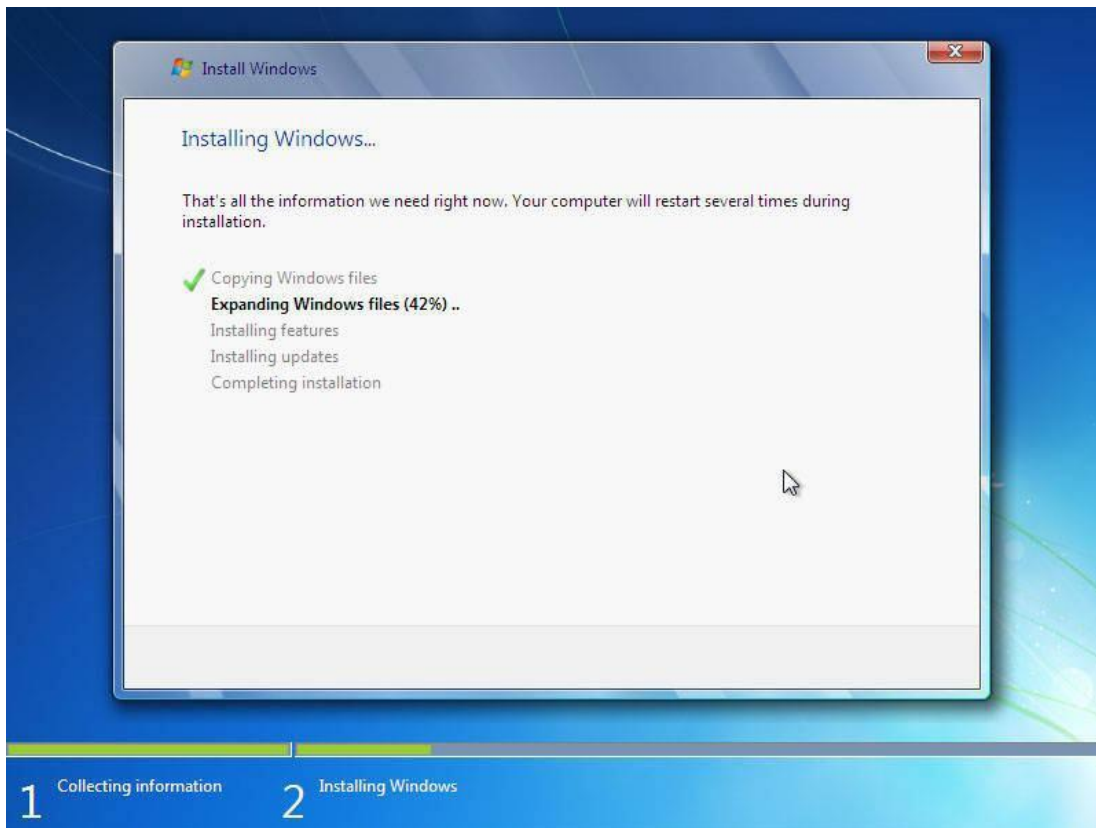 Install Windows
Installing Windows...
That's all the information we need right now. Your computer will restart several times during
installation.
Copying Windows files
Expanding Windows files (42%) ..
Installing features
Installing updates
Completing installation
1 Collecting information
2 Installing Windows